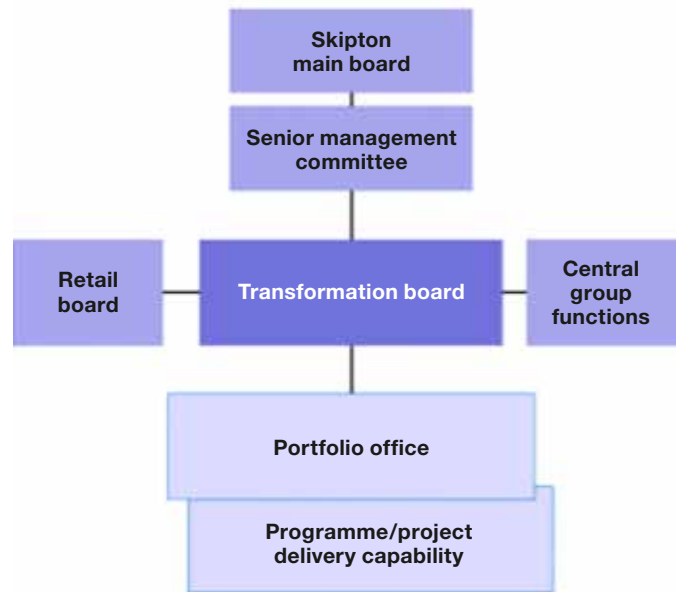 Skipton
main board
Senior management
committee
Retail
board
Transformation board
Central
group
functions
Portfolio office
Programme/project
delivery capability